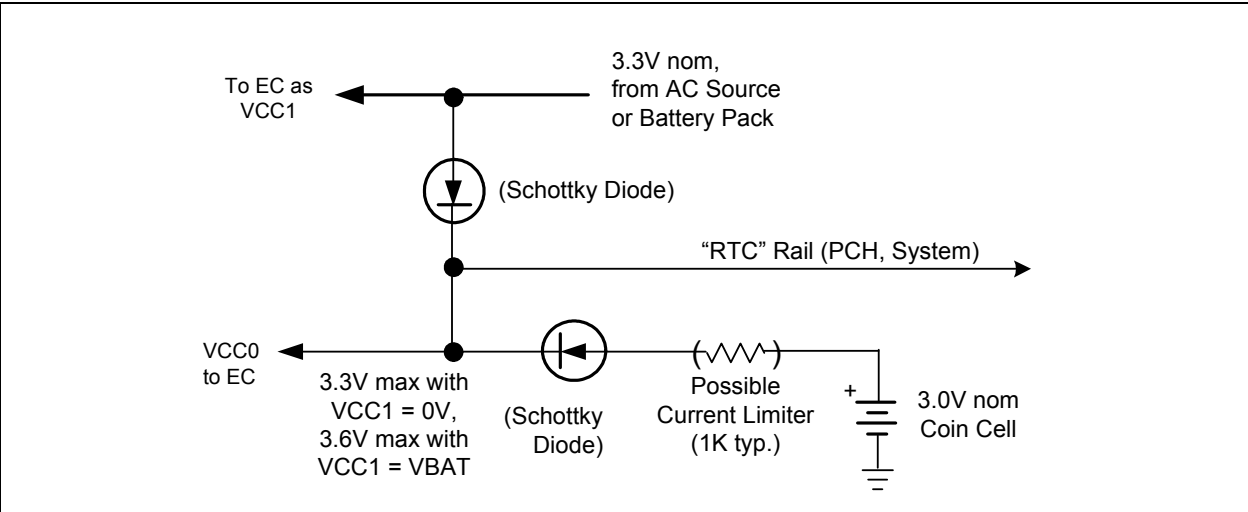 3.3V nom,
from AC Source
or Battery Pack
To EC as
VCC1
(Schottky Diode)
“RTC” Rail (PCH, System)
VCC0
to EC
3.3V max with
VCC1 = 0V,
3.6V max with
VCC1 = VBAT
(Schottky
Diode)
( )
Possible
Current Limiter
(1K typ.)
+
3.0V nom
Coin Cell